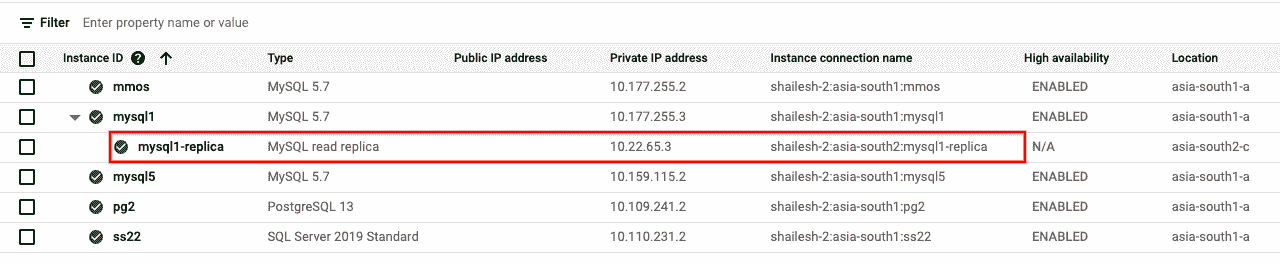 Filter Enter property name or value
Instance ID ? Type Public IP address Private IP address Instance connection name High availability Location
mmos MySQL 5.7 10.177.255.2 shailesh-2:asia-south1:mmos ENABLED asia-south1-a
mysql1 MySQL 5.7 10.177.255.3 shailesh-2:asia-south1:mysql1 ENABLED asia-south1-a
mysql1-replica MySQL read replica 10.22.65.3 shailesh-2:asia-south2:mysql1-replica N/A asia-south2-c
mysql5 MySQL 5.7 10.159.115.2 shailesh-2:asia-south1:mysql5 ENABLED asia-south1-a
pg2 PostgreSQL 13 10.109.241.2 shailesh-2:asia-south1:pg2 ENABLED asia-south1-a
ss22 SQL Server 2019 Standard 10.110.231.2 shailesh-2:asia-south1:ss22 ENABLED asia-south1-a